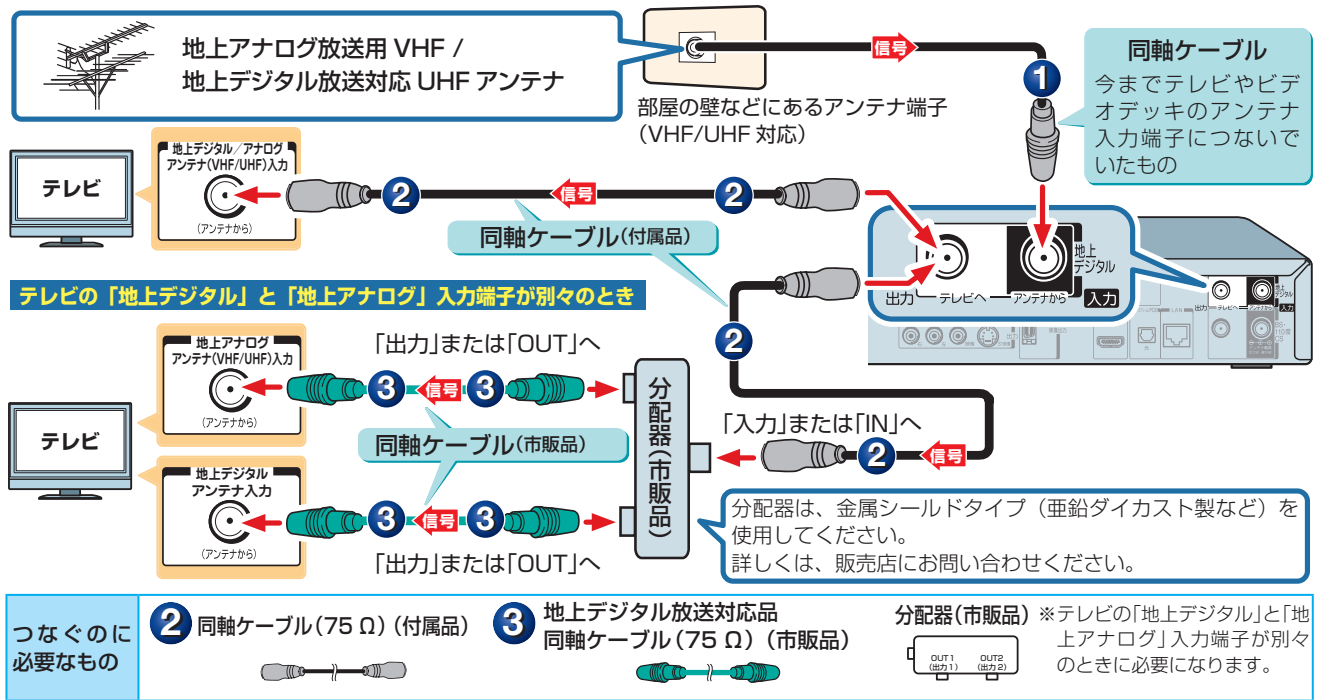 地上アナログ放送用 VHF /
地上デジタル放送対応 UHF アンテナ
部屋の壁などにあるアンテナ端子
(VHF/UHF 対応)
信号
1
同軸ケーブル
今までテレビやビデ
オデッキのアンテナ
入力端子につないで
いたもの
テレビ
地上デジタル/アナログ
アンテナ(VHF/UHF)入力
(アンテナから)
2
信号
2
同軸ケーブル(付属品)
地上
デジタル
出力
テレビへ
アンテナから
入力
地上
デジタル
出力
テレビへ
アンテナから
入力
LAN
テレビの「地上デジタル」と「地上アナログ」入力端子が別々のとき
2
テレビ
地上アナログ
アンテナ(VHF/UHF)入力
(アンテナから)
「出力」または「OUT」へ
3
信号
3
同軸ケーブル(市販品)
分配器(市販品)
「入力」または「IN」へ
2
信号
地上デジタル
アンテナ入力
(アンテナから)
3
信号
3
「出力」または「OUT」へ
分配器は、金属シールドタイプ(亜鉛ダイカスト製など)を
使用してください。
詳しくは、販売店にお問い合わせください。
つなぐのに
必要なもの
2 同軸ケーブル(75 Ω)(付属品)
3 地上デジタル放送対応品
同軸ケーブル(75 Ω)(市販品)
分配器(市販品)
OUT1 OUT2
(出力1) (出力2)
※テレビの「地上デジタル」と「地
上アナログ」入力端子が別々
のときに必要になります。